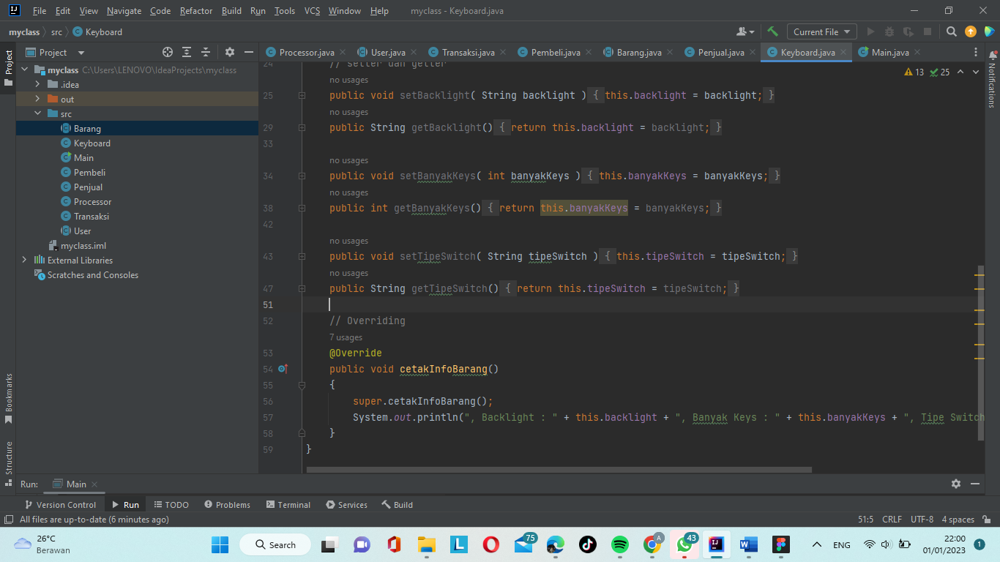 File Edit View Navigate Code Refactor Build Run Tools VCS Window Help myclass - Keyboard.java
myclass src Keyboard Current File
Project
Processor.java User.java Transaksi.java Pembeli.java Barang.java Penjual.java Keyboard.java Main.java
Project
Notifications
myclass C:\Users\LENOVO\IdeaProjects\myclass
.idea
out
src
Barang
Keyboard
Main
Pembeli
Penjual
Processor
Transaksi
User
myclass.iml
External Libraries
Scratches and Consoles
13 25
24 // setter dan getter
no usages
25 public void setBacklight( String backlight ) { this.backlight = backlight; }
no usages
29 public String getBacklight() { return this.backlight = backlight; }
33
no usages
34 public void setBanyakKeys( int banyakKeys ) { this.banyakKeys = banyakKeys; }
no usages
38 public int getBanyakKeys() { return this.banyakKeys = banyakKeys; }
42
no usages
43 public void setTipeSwitch( String tipeSwitch ) { this.tipeSwitch = tipeSwitch; }
no usages
47 public String getTipeSwitch() { return this.tipeSwitch = tipeSwitch; }
51
52 // Overriding
7 usages
53 @Override
54 public void cetakInfoBarang()
55 {
56 super.cetakInfoBarang();
57 System.out.println(", Backlight : " + this.backlight + ", Banyak Keys : " + this.banyakKeys + ", Tipe Switch
58 }
59 }
Bookmarks
Structure
Run: Main
Version Control Run TODO Problems Terminal Services Build
All files are up-to-date (6 minutes ago) 51:5 CRLF UTF-8 4 spaces
26°C
Berawan
Search
75
A
43
ENG
22:00
01/01/2023
1